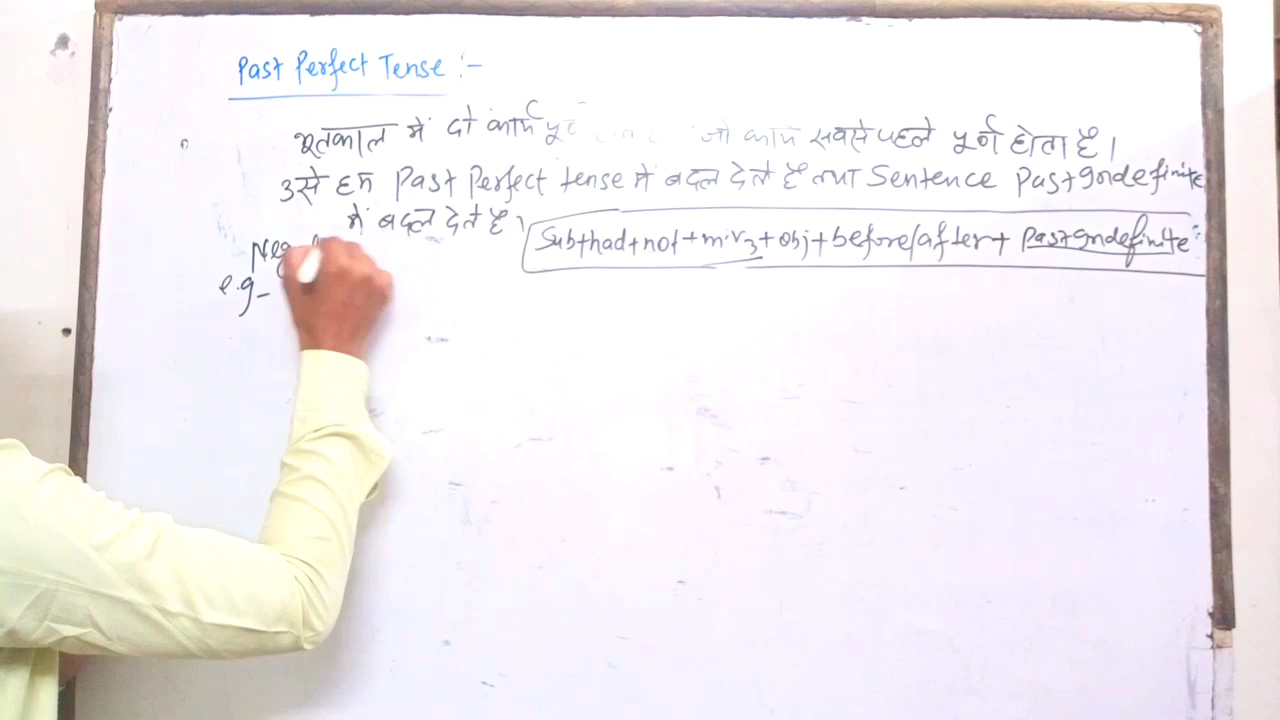 Past Perfect Tense :-
भूतकाल में दो कार्य जो कार्य सबसे पहले पूर्ण होता है।
उसे हम Past Perfect tense में बदल देते हैं तथा Sentence Past Indefinite
में बदल देते हैं।
Sub+had+not+m.v3+obj+before/after+ Past Indefinite
Neg
e.g-